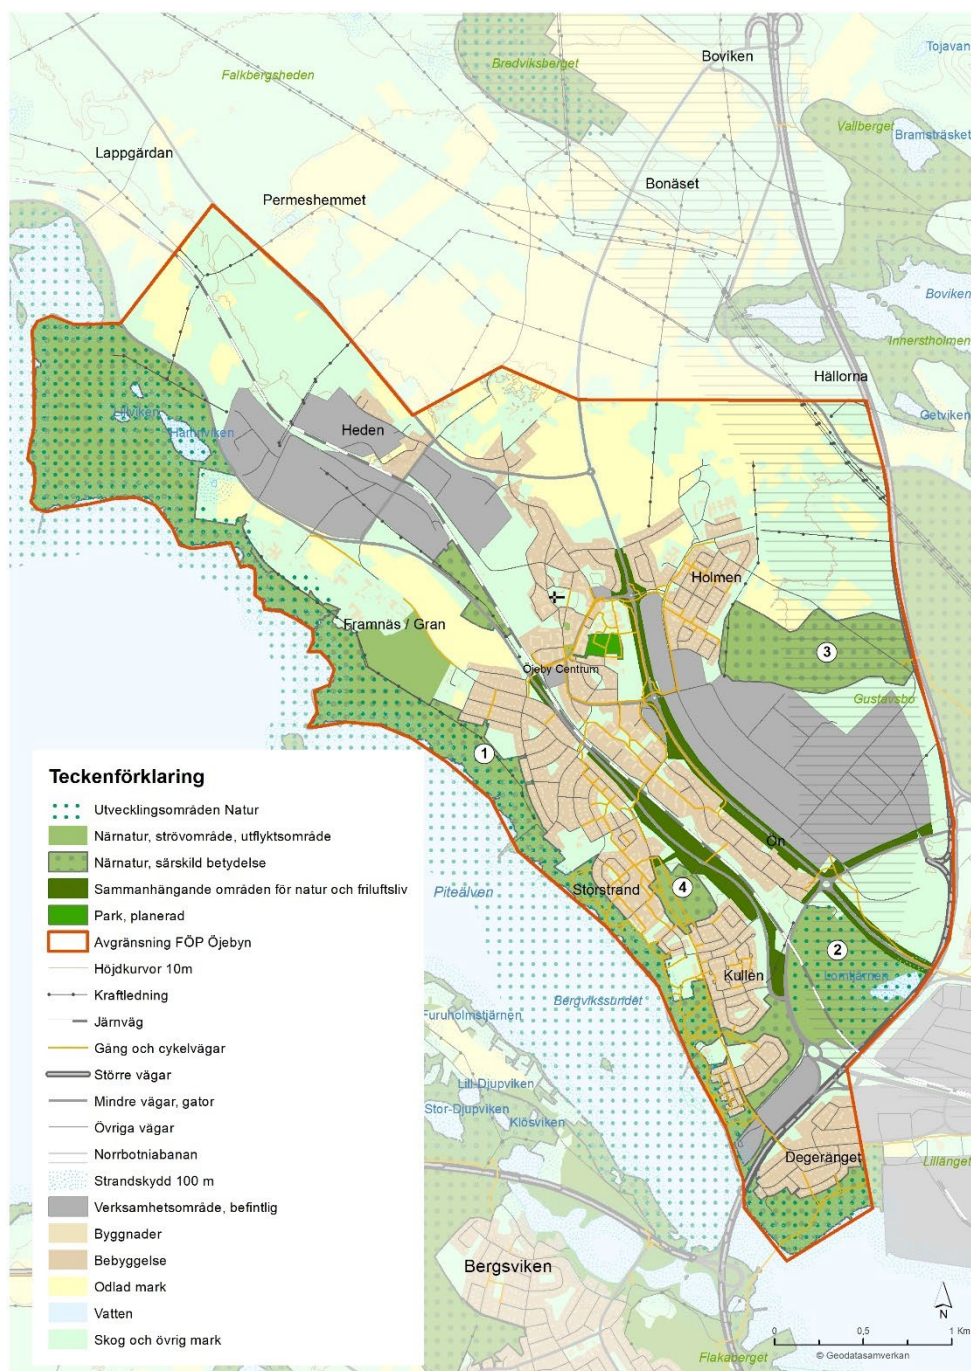 Boviken
Tojavan
Bredviksberget
Falkbergsheden
Vallberget
Bramsträsket
Lappgärdan
Bonäset
Permeshemmet
Boviken
Innerstholmen
Hällorna
Getviken
Lillviken
Hamnviken
Heden
Holmen
Framnäs / Gran
3
Öjeby Centrum
Gustavsbo
1
Teckenförklaring
Utvecklingsområden Natur
Närnatur, strövområde, utflyktsområde
Närnatur, särskild betydelse
Sammanhängande områden för natur och friluftsliv
Park, planerad
Avgränsning FÖP Öjebyn
Höjdkurvor 10m
Kraftledning
Järnväg
Gång och cykelvägar
Större vägar
Mindre vägar, gator
Övriga vägar
Norrbotniabanan
Strandskydd 100 m
Verksamhetsområde, befintlig
Byggnader
Bebyggelse
Odlad mark
Vatten
Skog och övrig mark
Ön
Piteälven
Storstrand
4
2
Kullen
Lomtjärnen
Bergvikssundet
Furuholmstjärnen
Lill-Djupviken
Stor-Djupviken
Klösviken
Degeränget
Lillänget
Bergsviken
N
0 0,5 1 Km
© Geodatasamverkan
Flakaberget